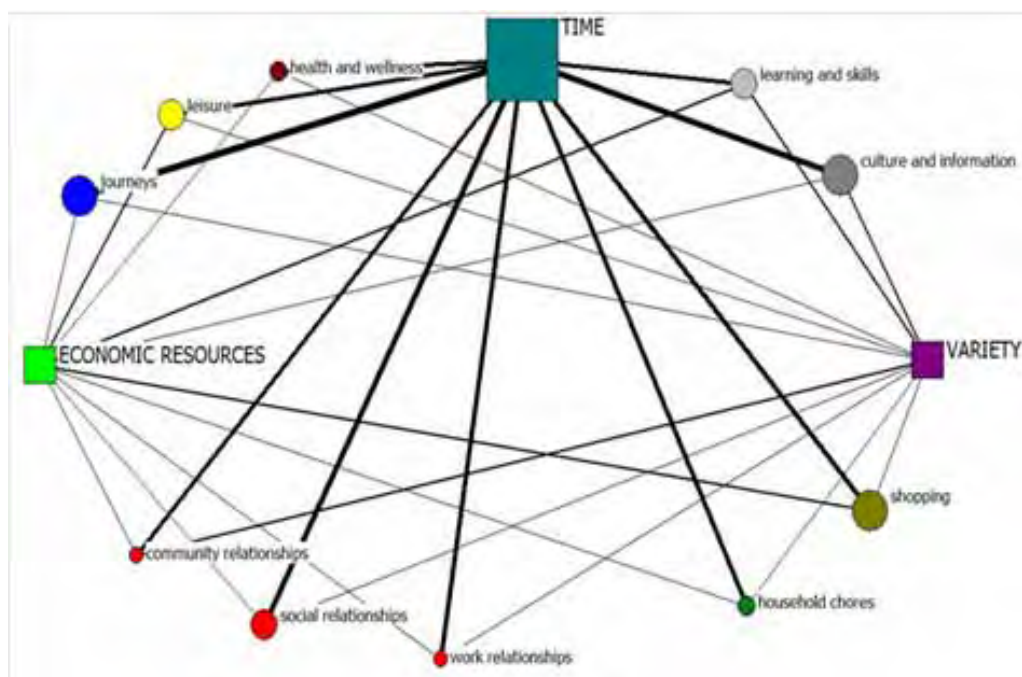 TIME
health and wellness
learning and skills
leisure
culture and information
journeys
ECONOMIC RESOURCES
VARIETY
shopping
community relationships
household chores
social relationships
work relationships